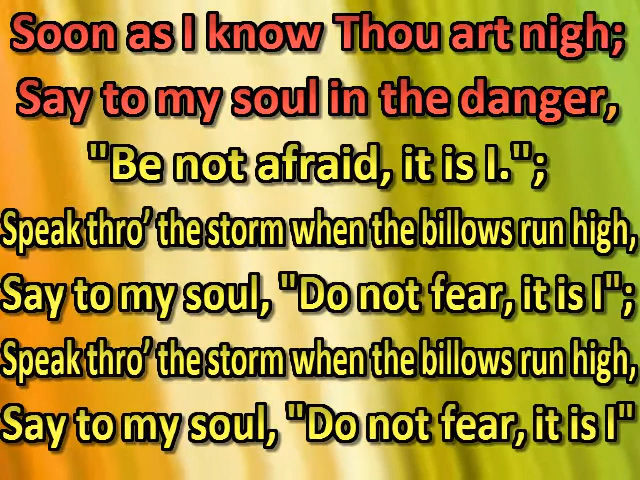 Soon as I know Thou art nigh;
Say to my soul in the danger,
"Be not afraid, it is I.";
Speak thro’ the storm when the billows run high,
Say to my soul, "Do not fear, it is I";
Speak thro’ the storm when the billows run high,
Say to my soul, "Do not fear, it is I"